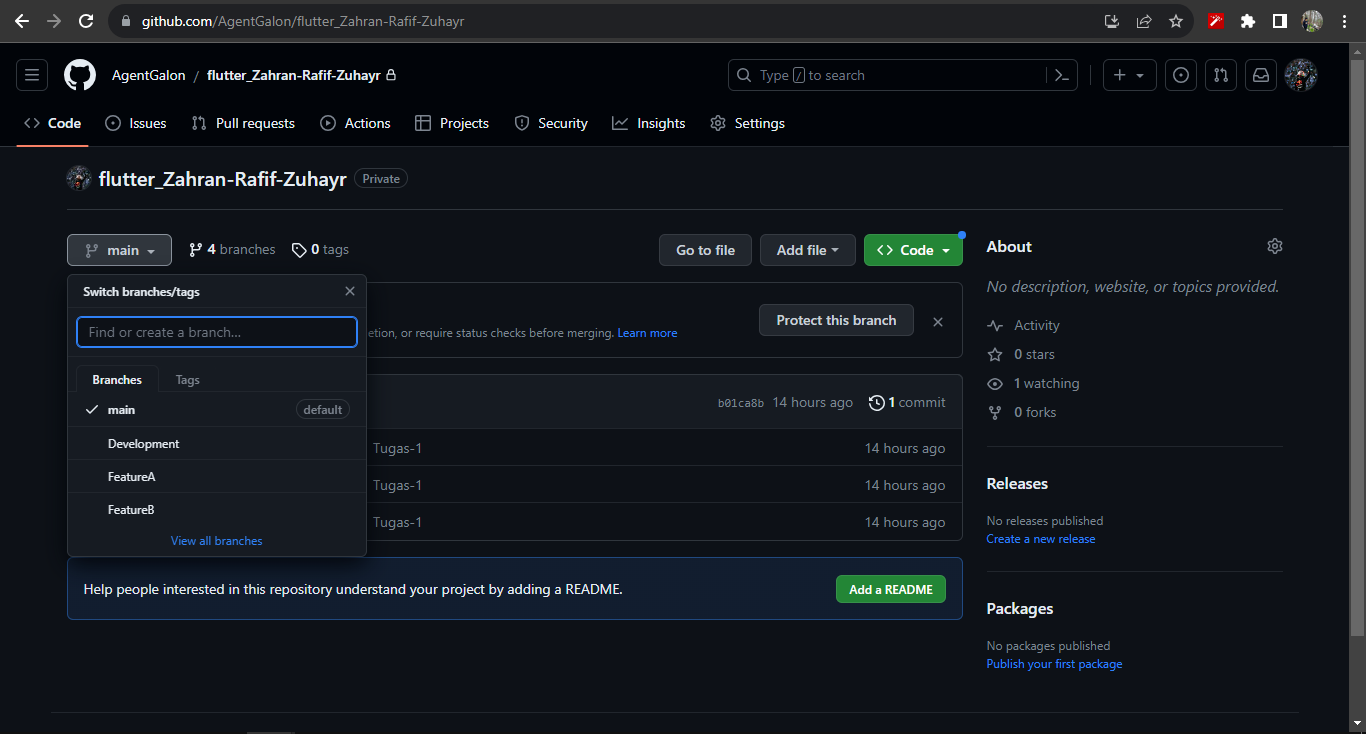 github.com/AgentGalon/flutter_Zahran-Rafif-Zuhayr
AgentGalon / flutter_Zahran-Rafif-Zuhayr
Type / to search
Code Issues Pull requests Actions Projects Security Insights Settings
flutter_Zahran-Rafif-Zuhayr Private
main 4 branches 0 tags Go to file Add file Code
Switch branches/tags
Find or create a branch...
Branches Tags
main default
Development
FeatureA
FeatureB
View all branches
etion, or require status checks before merging. Learn more
Protect this branch
b01ca8b 14 hours ago 1 commit
Tugas-1 14 hours ago
Tugas-1 14 hours ago
Tugas-1 14 hours ago
Help people interested in this repository understand your project by adding a README.
Add a README
About
No description, website, or topics provided.
Activity
0 stars
1 watching
0 forks
Releases
No releases published
Create a new release
Packages
No packages published
Publish your first package